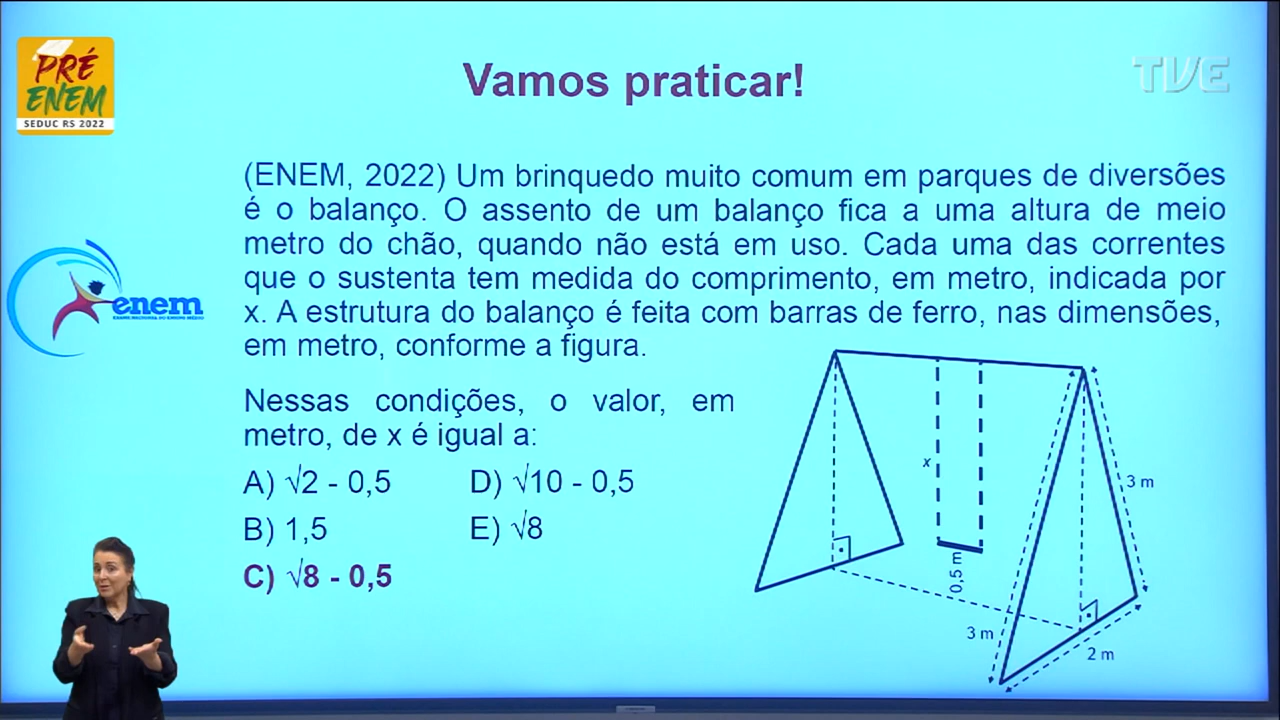 PRÉ
ENEM
SEDUC RS 2022
Vamos praticar!
TVE
(ENEM, 2022) Um brinquedo muito comum em parques de diversões
é o balanço. O assento de um balanço fica a uma altura de meio
metro do chão, quando não está em uso. Cada uma das correntes
que o sustenta tem medida do comprimento, em metro, indicada por
x. A estrutura do balanço é feita com barras de ferro, nas dimensões,
em metro, conforme a figura.
enem
Nessas condições, o valor, em
metro, de x é igual a:
A) √2 - 0,5
D) √10 - 0,5
B) 1,5
E) √8
C) √8 - 0,5
x
0,5 m
3 m
3 m
2 m